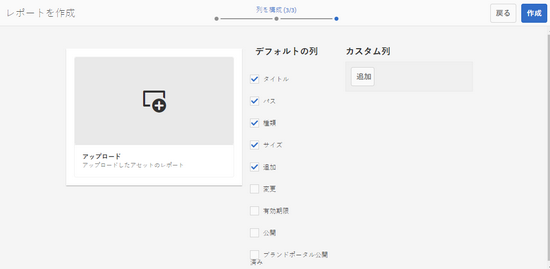 レポートを作成
列を構成 (3/3)
戻る
作成
デフォルトの列
カスタム列
追加
タイトル
パス
種類
サイズ
追加
変更
有効期限
公開
ブランドポータル公開
済み
アップロード
アップロードしたアセットのレポート